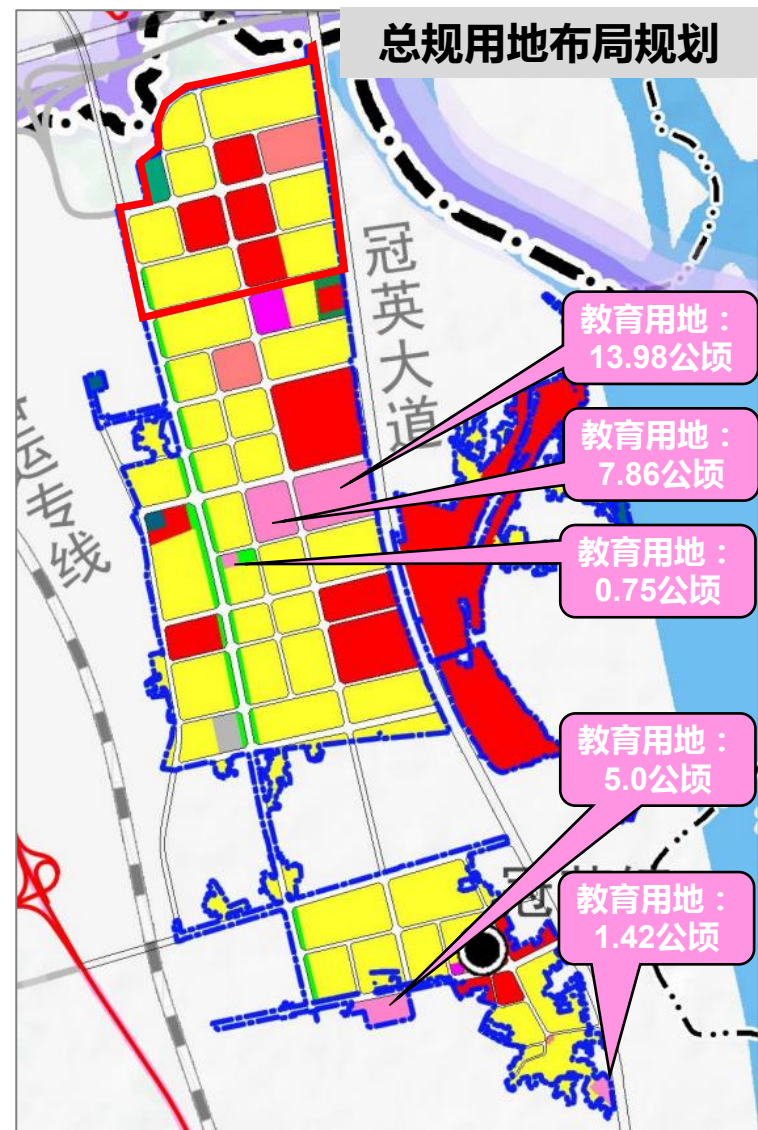 总规用地布局规划
冠英大道
教育用地：
13.98公顷
教育用地：
7.86公顷
运专线
教育用地：
0.75公顷
教育用地：
5.0公顷
教育用地：
1.42公顷